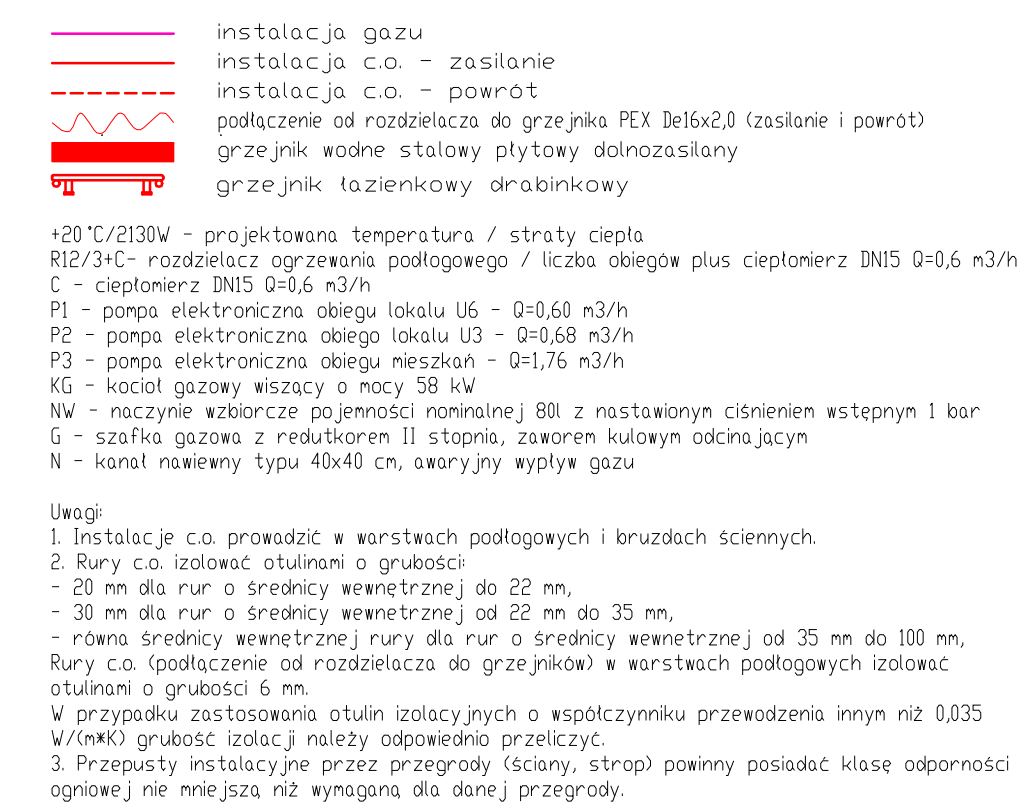 instalacja gazu
instalacja c.o. - zasilanie
instalacja c.o. - powrót
podłączenie od rozdzielacza do grzejnika PEX De16x2,0 (zasilanie i powrót)
grzejnik wodne stalowy płytowy dolnozasilany
grzejnik łazienkowy drabinkowy
+20°C/2130W - projektowana temperatura / straty ciepła
R12/3+C- rozdzielacz ogrzewania podłogowego / liczba obiegów plus ciepłomierz DN15 Q=0,6 m3/h
C - ciepłomierz DN15 Q=0,6 m3/h
P1 - pompa elektroniczna obiegu lokalu U6 - Q=0,60 m3/h
P2 - pompa elektroniczna obiego lokalu U3 - Q=0,68 m3/h
P3 - pompa elektroniczna obiegu mieszkań - Q=1,76 m3/h
KG - kocioł gazowy wiszący o mocy 58 kW
NW - naczynie wzbiorcze pojemności nominalnej 80l z nastawionym ciśnieniem wstępnym 1 bar
G - szafka gazowa z redutkorem II stopnia, zaworem kulowym odcinającym
N - kanał nawiewny typu 40x40 cm, awaryjny wypływ gazu
Uwagi:
1. Instalacje c.o. prowadzić w warstwach podłogowych i bruzdach ściennych.
2. Rury c.o. izolować otulinami o grubości:
- 20 mm dla rur o średnicy wewnętrznej do 22 mm,
- 30 mm dla rur o średnicy wewnetrznej od 22 mm do 35 mm,
- równa średnicy wewnętrznej rury dla rur o średnicy wewnetrznej od 35 mm do 100 mm,
Rury c.o. (podłączenie od rozdzielacza do grzejników) w warstwach podłogowych izolować
otulinami o grubości 6 mm.
W przypadku zastosowania otulin izolacyjnych o współczynniku przewodzenia innym niż 0,035
W/(m*K) grubość izolacji należy odpowiednio przeliczyć.
3. Przepusty instalacyjne przez przegrody (ściany, strop) powinny posiadać klasę odporności
ogniowej nie mniejszą niż wymaganą dla danej przegrody.